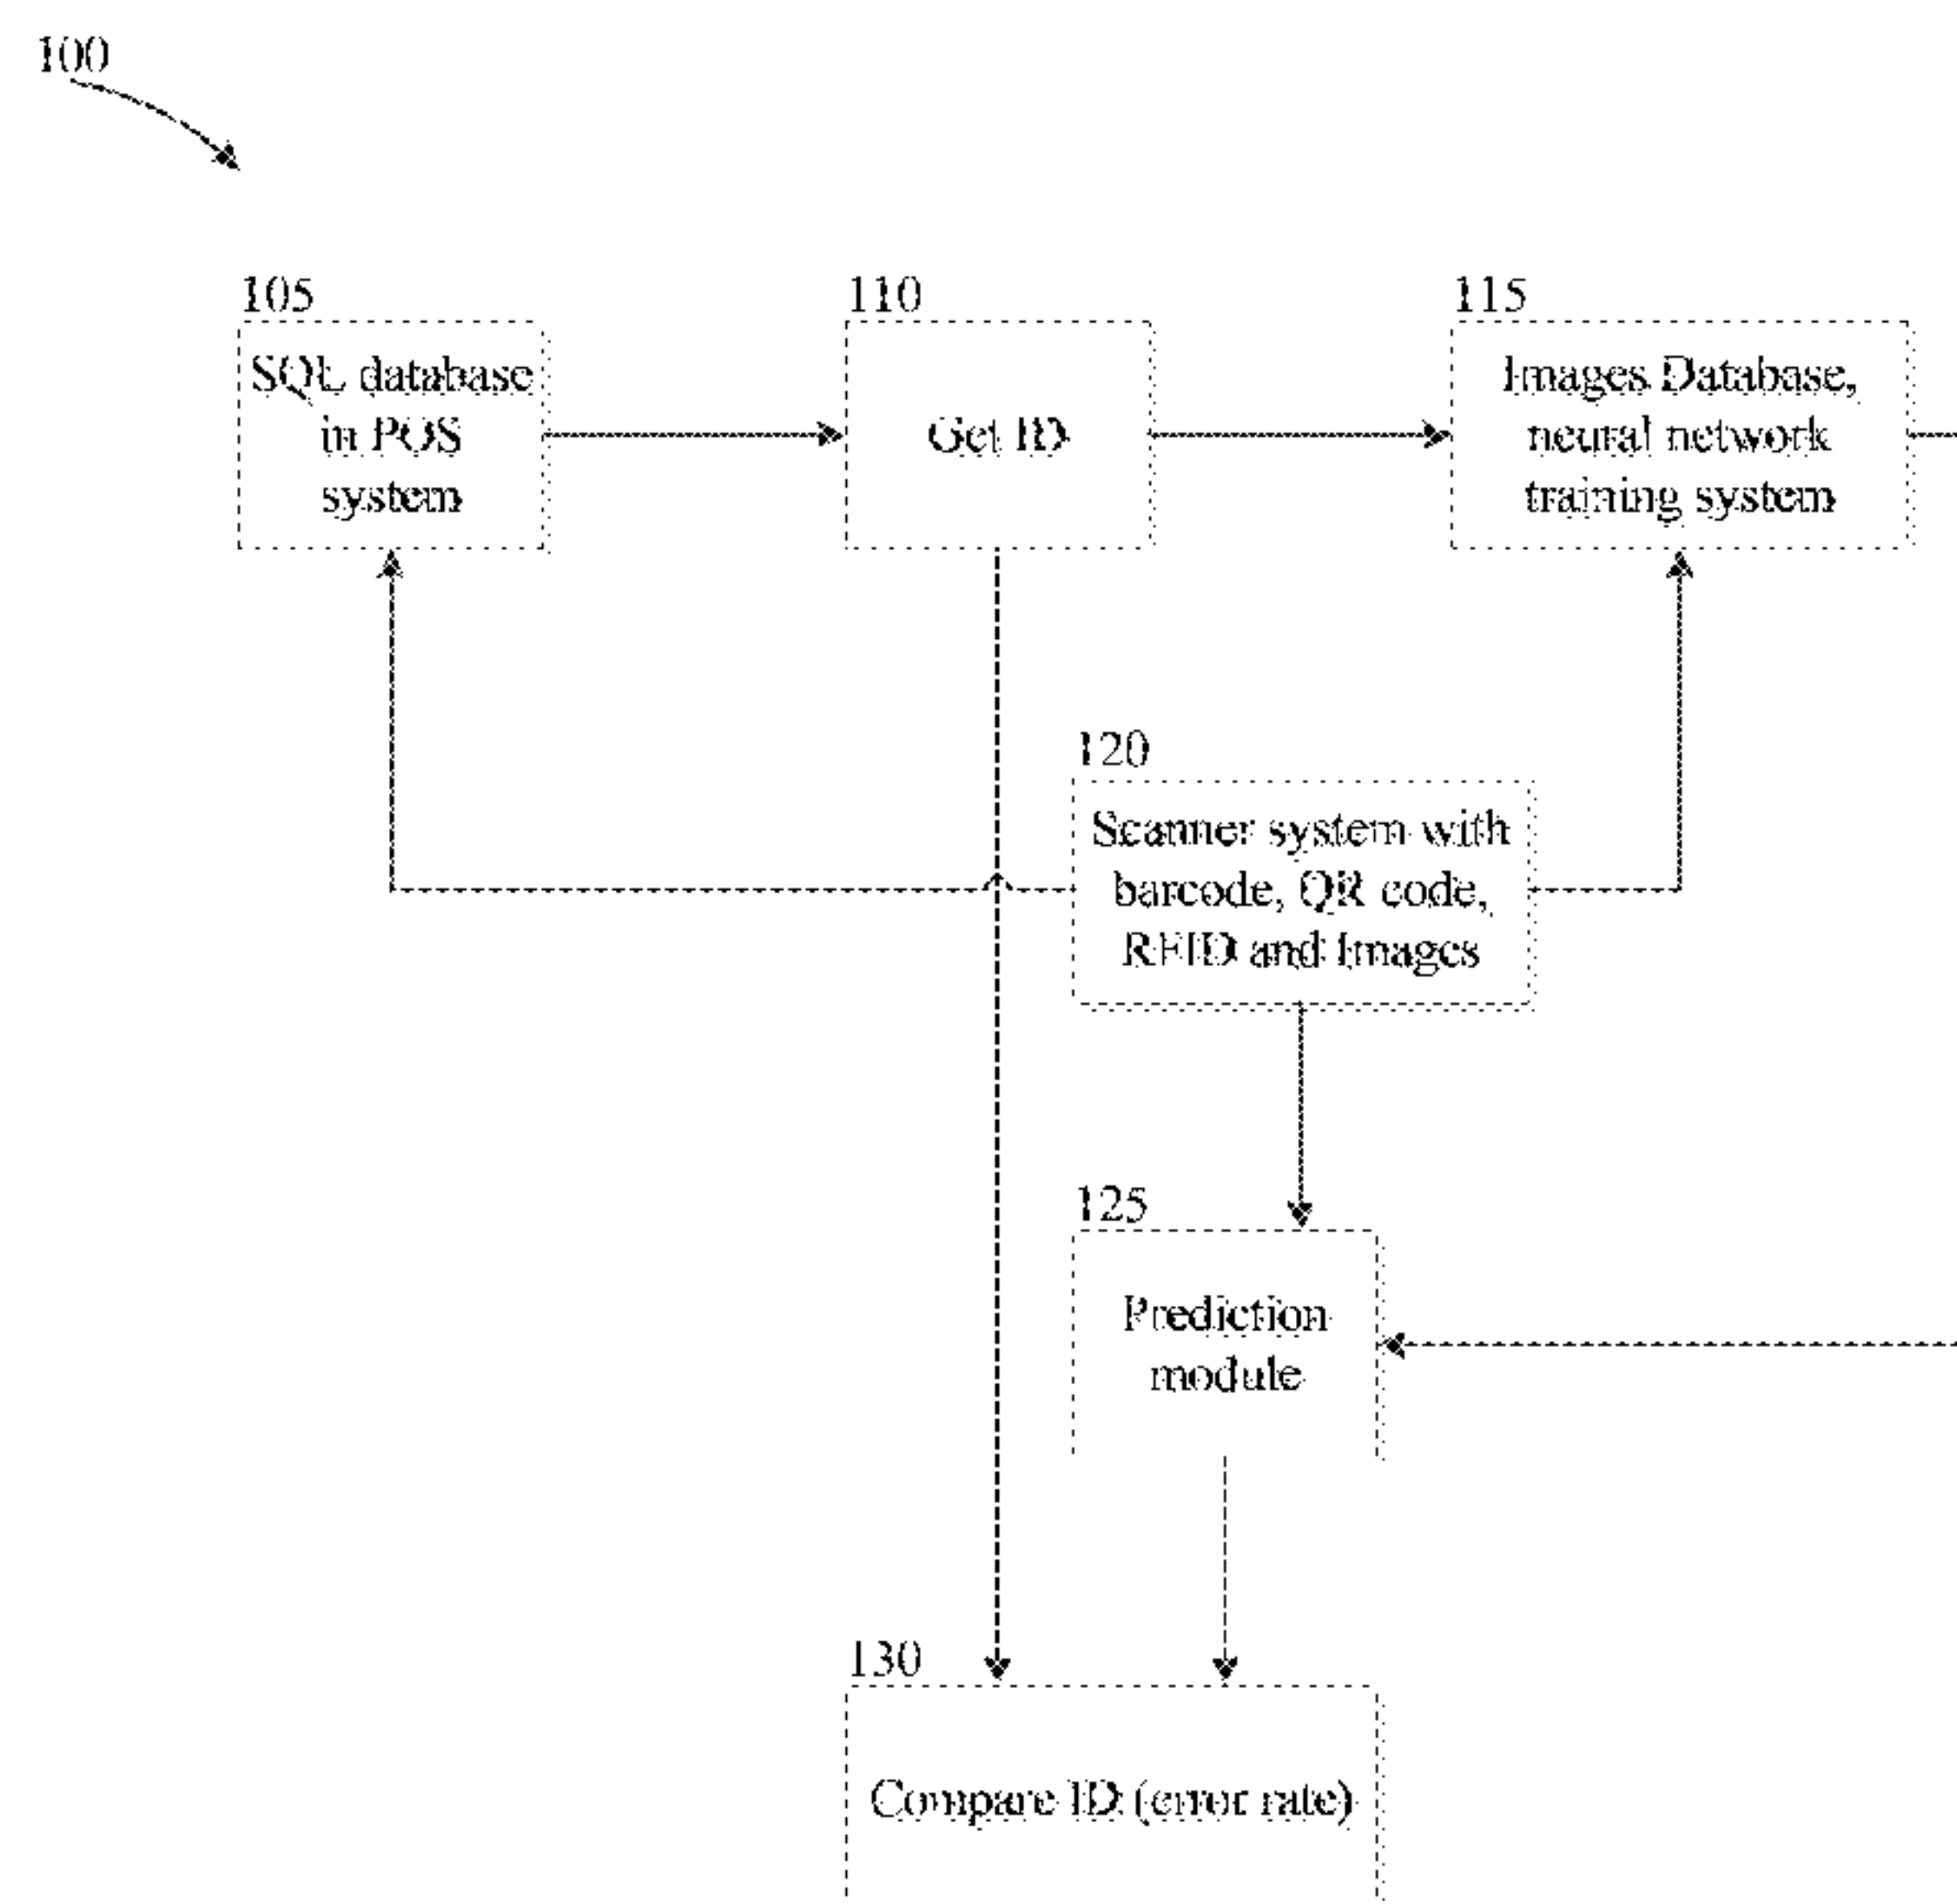 100
105
SQL database
in POS
system
110
Get ID
115
Images Database,
neural network
training system
120
Scanner system with
barcode, QR code,
RFID and Images
125
Prediction
module
130
Compare ID (error rate)